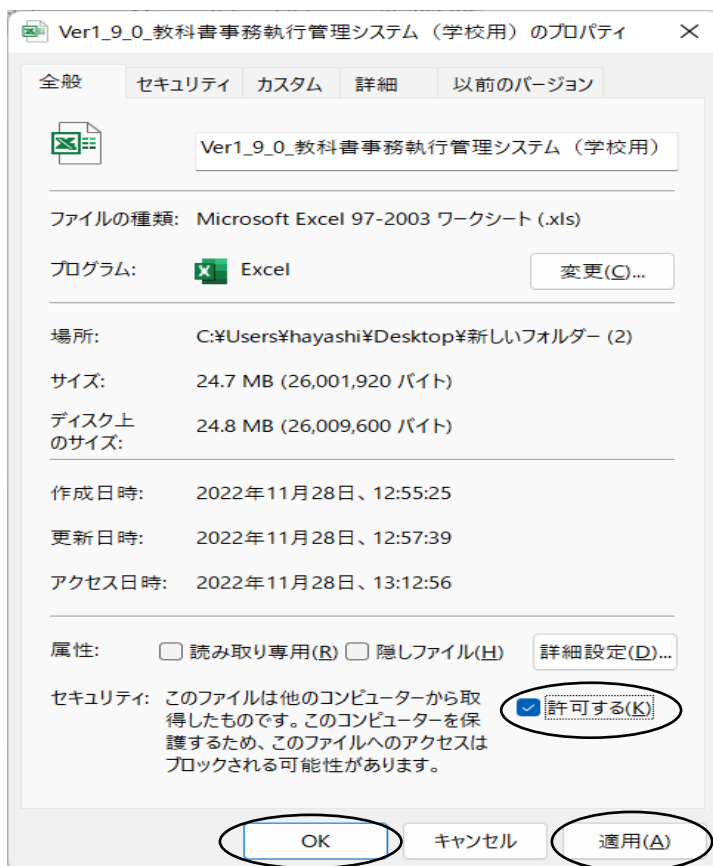 Ver1_9_0_教科書事務執行管理システム（学校用）のプロパティ
全般 セキュリティ カスタム 詳細 以前のバージョン
Ver1_9_0_教科書事務執行管理システム（学校用）
ファイルの種類: Microsoft Excel 97-2003 ワークシート (.xls)
プログラム: Excel 変更(C)...
場所: C:¥Users¥hayashi¥Desktop¥新しいフォルダー (2)
サイズ: 24.7 MB (26,001,920 バイト)
ディスク上
のサイズ: 24.8 MB (26,009,600 バイト)
作成日時: 2022年11月28日、12:55:25
更新日時: 2022年11月28日、12:57:39
アクセス日時: 2022年11月28日、13:12:56
属性: 読み取り専用(R) 隠しファイル(H) 詳細設定(D)...
セキュリティ: このファイルは他のコンピューターから取 許可する(K)
得したものです。このコンピューターを保
護するため、このファイルへのアクセスは
ブロックされる可能性があります。
OK キャンセル 適用(A)